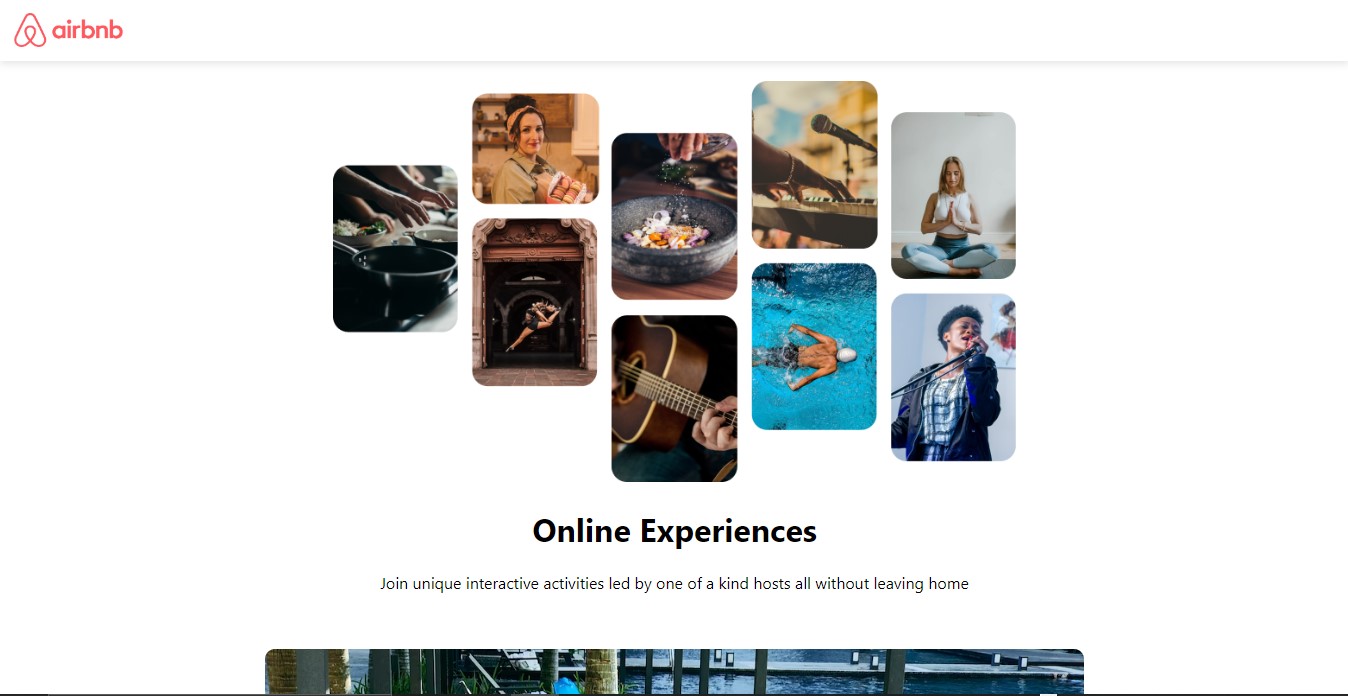 airbnb
Online Experiences
Join unique interactive activities led by one of a kind hosts all without leaving home